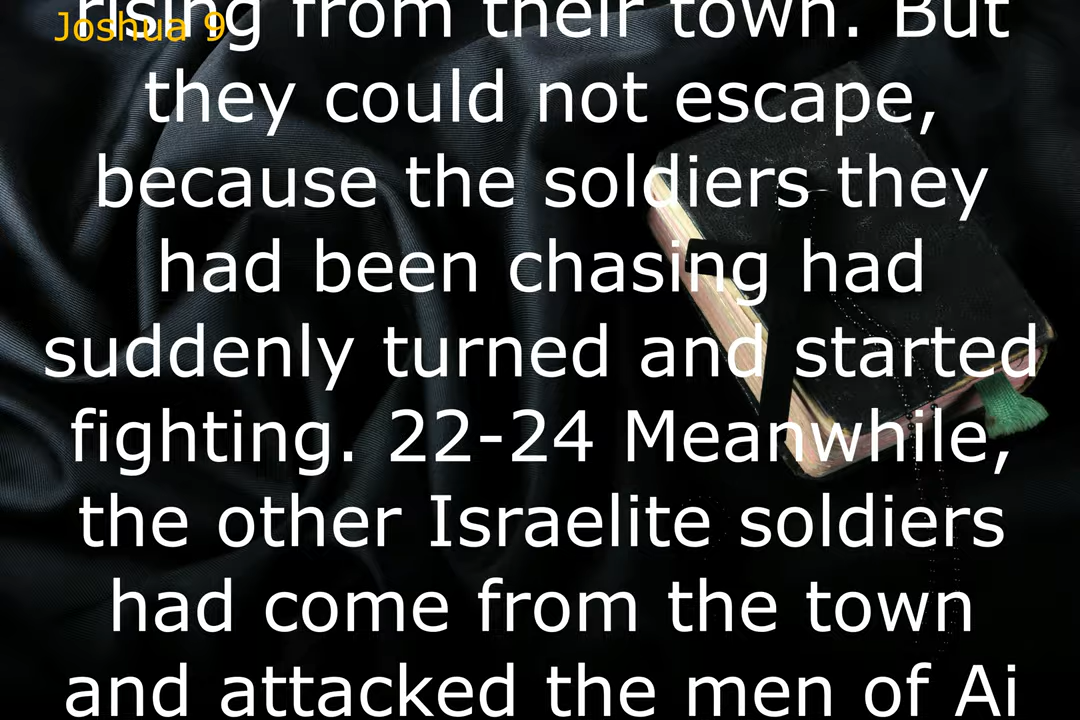 Joshua 9
rising from their town. But
they could not escape,
because the soldiers they
had been chasing had
suddenly turned and started
fighting. 22-24 Meanwhile,
the other Israelite soldiers
had come from the town
and attacked the men of Ai